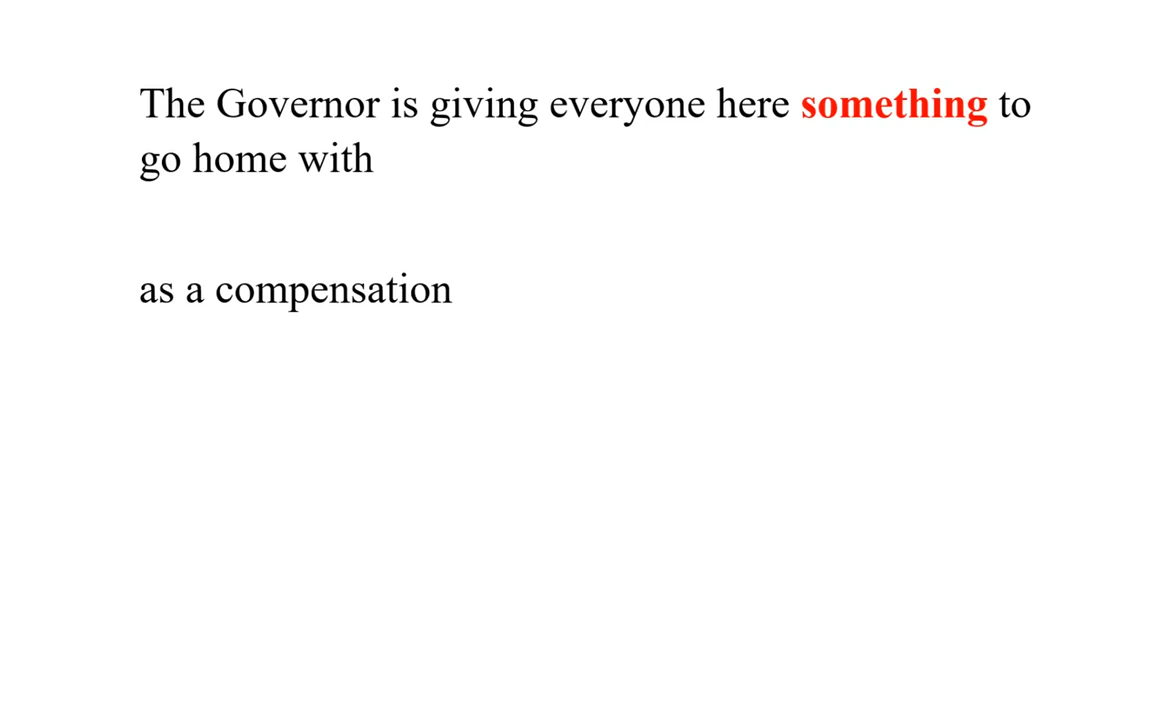 The Governor is giving everyone here something to
go home with
as a compensation